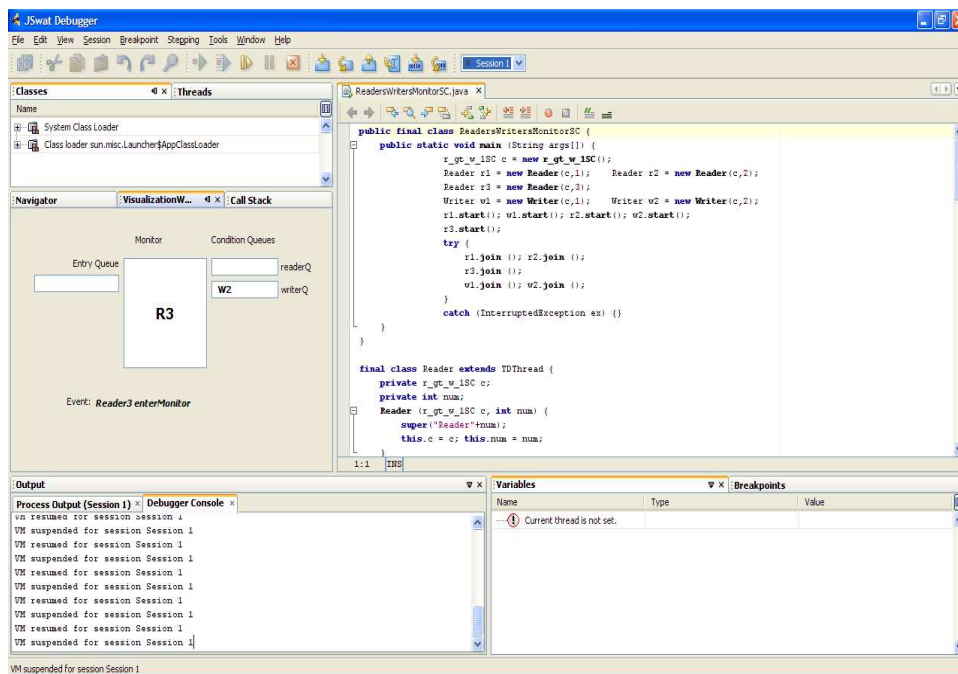 JSwat Debugger
File Edit View Session Breakpoint Stepping Tools Window Help
Session 1
Classes
Threads
Name
System Class Loader
Class loader sun.misc.Launcher$AppClassLoader
Navigator
VisualizationW...
Call Stack
Monitor
Condition Queues
Entry Queue
readerQ
W2
writerQ
R3
Event: Reader3 enterMonitor
ReadersWritersMonitorSC.java
public final class ReadersWritersMonitorSC {
public static void main (String args[]) {
r_gt_w_1SC c = new r_gt_w_1SC();
Reader r1 = new Reader(c,1); Reader r2 = new Reader(c,2);
Reader r3 = new Reader(c,3);
Writer w1 = new Writer(c,1); Writer w2 = new Writer(c,2);
r1.start(); w1.start(); r2.start(); w2.start();
r3.start();
try {
r1.join (); r2.join ();
r3.join ();
w1.join (); w2.join ();
}
catch (InterruptedException ex) {}
}
}
final class Reader extends TDThread {
private r_gt_w_1SC c;
private int num;
Reader (r_gt_w_1SC c, int num) {
super("Reader"+num);
this.c = c; this.num = num;
}
1:1 INS
Output
Process Output (Session 1)
Debugger Console
VM resumed for session Session 1
VM suspended for session Session 1
VM resumed for session Session 1
VM suspended for session Session 1
VM resumed for session Session 1
VM suspended for session Session 1
VM resumed for session Session 1
VM suspended for session Session 1
VM resumed for session Session 1
VM suspended for session Session 1
Variables
Breakpoints
Name Type Value
Current thread is not set.
VM suspended for session Session 1